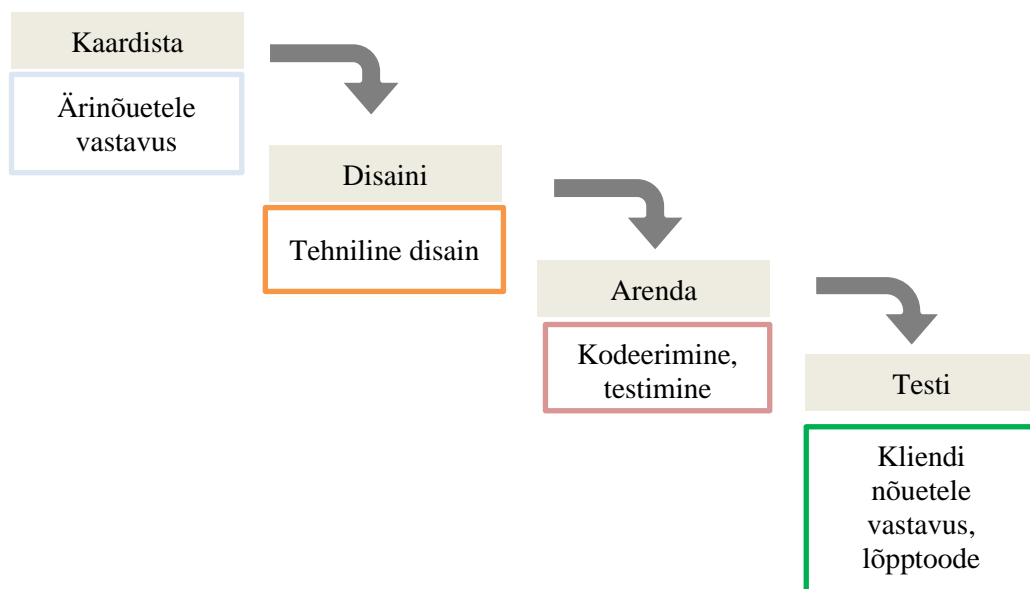 Kaardista
Ärinõuetele
vastavus
Disaini
Tehniline disain
Arenda
Kodeerimine,
testimine
Testi
Kliendi
nõuetele
vastavus,
lõpptoode